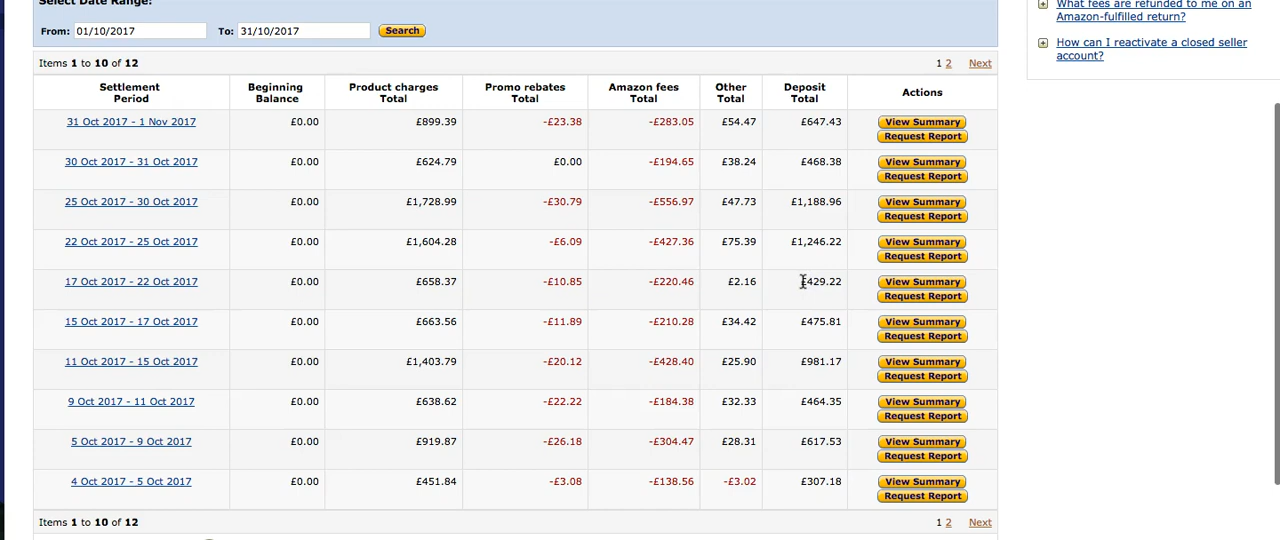 Select Date Range:
From: 01/10/2017 To: 31/10/2017 Search
Items 1 to 10 of 12 1 2 Next
Settlement Period Beginning Balance Product charges Total Promo rebates Total Amazon fees Total Other Total Deposit Total Actions
31 Oct 2017 - 1 Nov 2017 £0.00 £899.39 -£23.38 -£283.05 £54.47 £647.43 View Summary
Request Report
30 Oct 2017 - 31 Oct 2017 £0.00 £624.79 £0.00 -£194.65 £38.24 £468.38 View Summary
Request Report
25 Oct 2017 - 30 Oct 2017 £0.00 £1,728.99 -£30.79 -£556.97 £47.73 £1,188.96 View Summary
Request Report
22 Oct 2017 - 25 Oct 2017 £0.00 £1,604.28 -£6.09 -£427.36 £75.39 £1,246.22 View Summary
Request Report
17 Oct 2017 - 22 Oct 2017 £0.00 £658.37 -£10.85 -£220.46 £2.16 £429.22 View Summary
Request Report
15 Oct 2017 - 17 Oct 2017 £0.00 £663.56 -£11.89 -£210.28 £34.42 £475.81 View Summary
Request Report
11 Oct 2017 - 15 Oct 2017 £0.00 £1,403.79 -£20.12 -£428.40 £25.90 £981.17 View Summary
Request Report
9 Oct 2017 - 11 Oct 2017 £0.00 £638.62 -£22.22 -£184.38 £32.33 £464.35 View Summary
Request Report
5 Oct 2017 - 9 Oct 2017 £0.00 £919.87 -£26.18 -£304.47 £28.31 £617.53 View Summary
Request Report
4 Oct 2017 - 5 Oct 2017 £0.00 £451.84 -£3.08 -£138.56 -£3.02 £307.18 View Summary
Request Report
Items 1 to 10 of 12 1 2 Next
What fees are refunded to me on an
Amazon-fulfilled return?
How can I reactivate a closed seller
account?